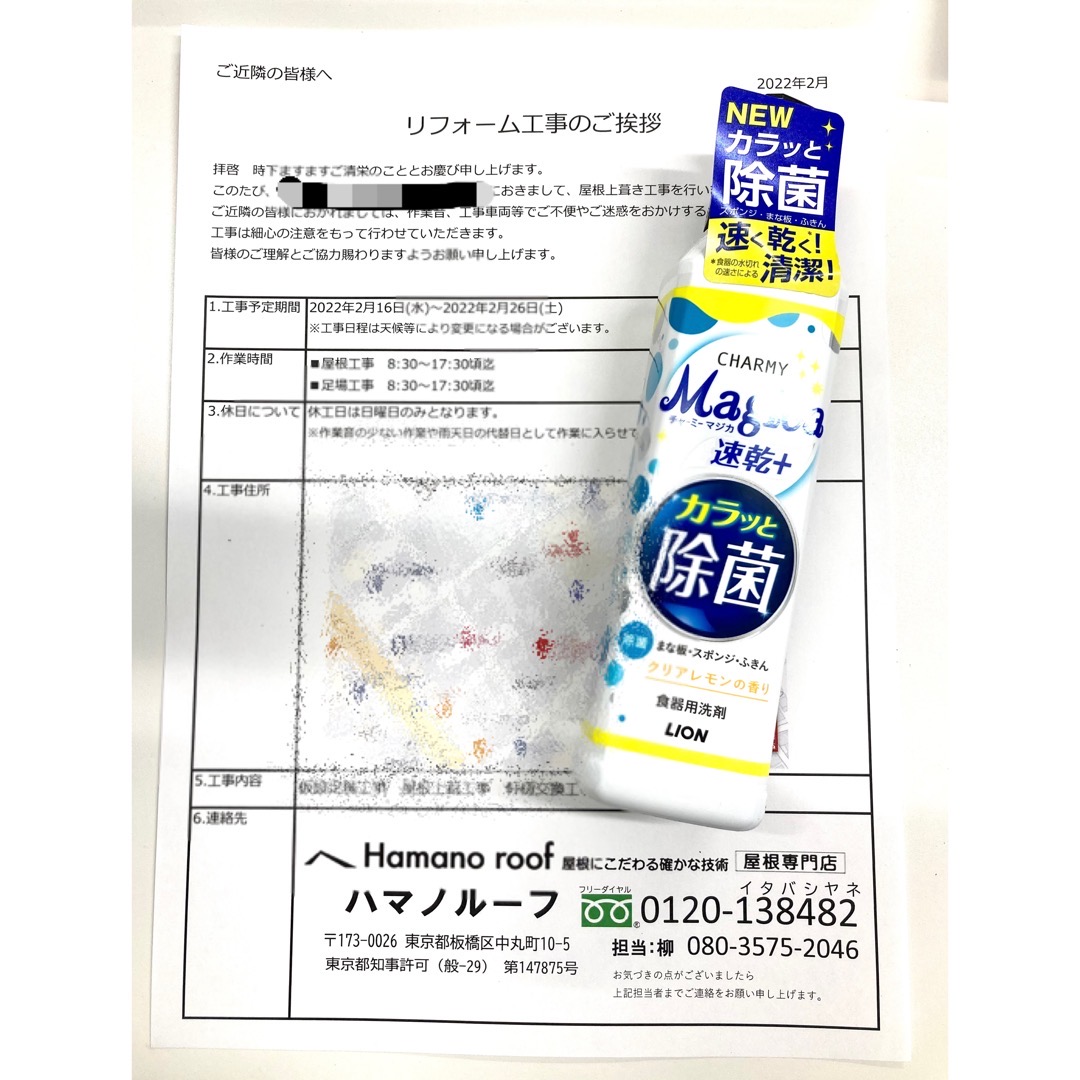 ご近隣の皆様へ
2022年2月
リフォーム工事のご挨拶
拝啓 時下ますますご清栄のこととお慶び申し上げます。
このたび、
におきまして、屋根上葺き工事を行い
ご近隣の皆様におかれましては、作業音、工事車両等でご不便やご迷惑をおかけする
工事は細心の注意をもって行わせていただきます。
皆様のご理解とご協力賜わりますようお願い申し上げます。
1.工事予定期間
2022年2月16日(水)～2022年2月26日(土)
※工事日程は天候等により変更になる場合がございます。
2.作業時間
■屋根工事 8:30～17:30頃迄
■足場工事 8:30～17:30頃迄
3.休日について
休工日は日曜日のみとなります。
※作業音の少ない作業や雨天日の代替日として作業に入らせて
4.工事住所
5.工事内容
仮設足場工事 屋根上葺工事 軒樋交換工
6.連絡先
Hamano roof 屋根にこだわる確かな技術 屋根専門店
ハマノルーフ
フリーダイヤル
イタバシヤネ
0120-138482
〒173-0026 東京都板橋区中丸町10-5
担当:柳 080-3575-2046
東京都知事許可（般-29） 第147875号
お気づきの点がございましたら
上記担当者までご連絡をお願い申し上げます。
NEW
カラッと
除菌
スポンジ・まな板・ふきん
速く乾く!
*食器の水切れ
の速さによる
清潔!
CHARMY
Magica
チャーミーマジカ
速乾+
カラッと
除菌
除菌
まな板・スポンジ・ふきん
クリアレモンの香り
食器用洗剤
LION